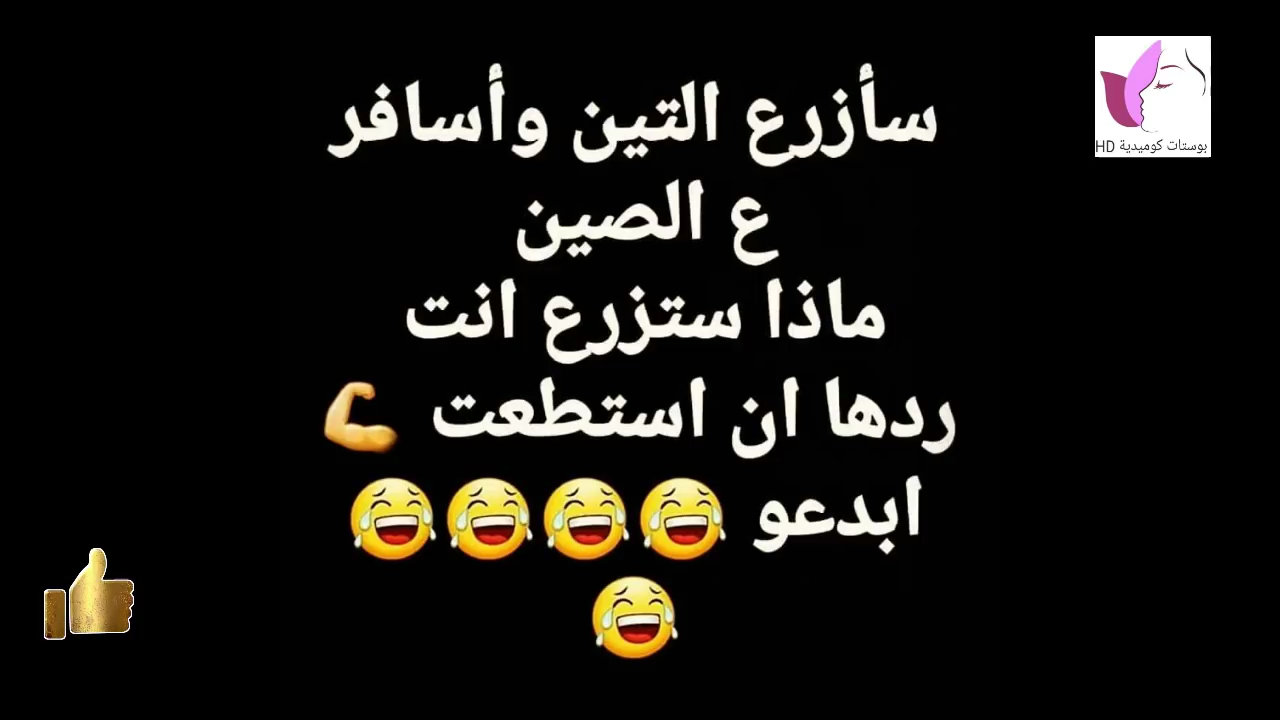 بوستات كوميدية HD
سأزرع التين وأسافر
ع الصين
ماذا ستزرع انت
ردها ان استطعت 💪
ابدعو 😂😂😂😂
😂